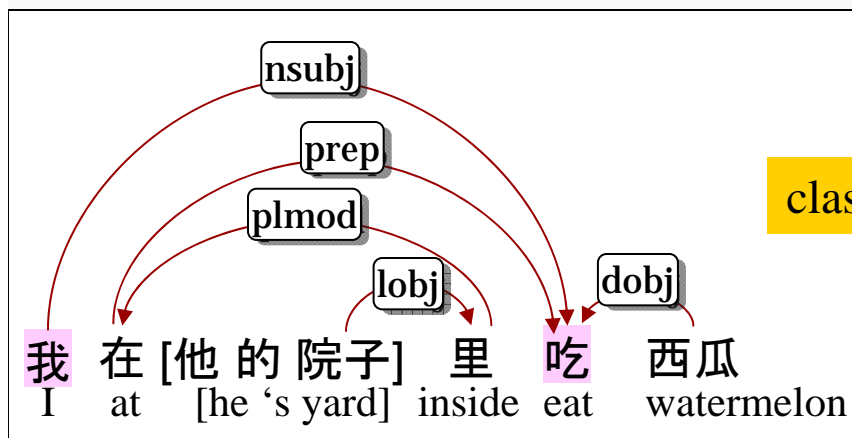 nsubj
prep
plmod
clas
lobj
dobj
我 在 [他 的 院子] 里 吃 西瓜
I at [he ‘s yard] inside eat watermelon